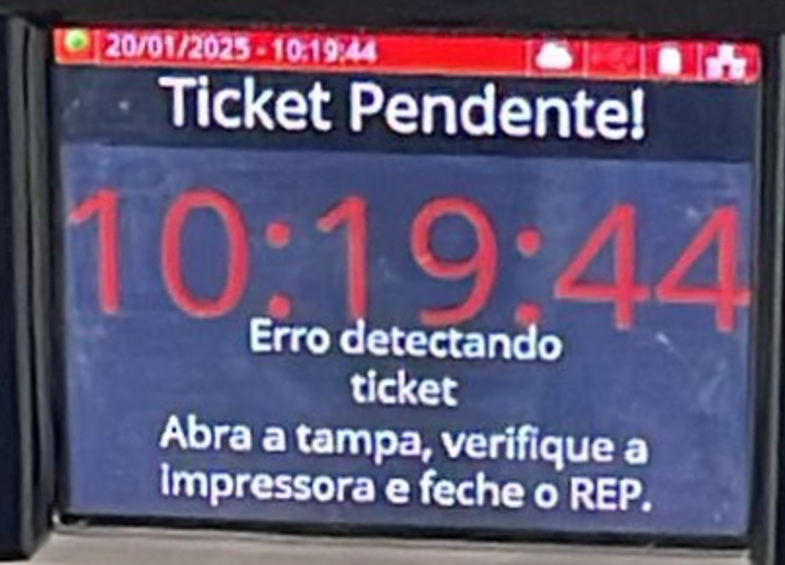 20/01/2025 - 10:19:44
Ticket Pendente!
10:19:44
Erro detectando
ticket
Abra a tampa, verifique a
impressora e feche o REP.